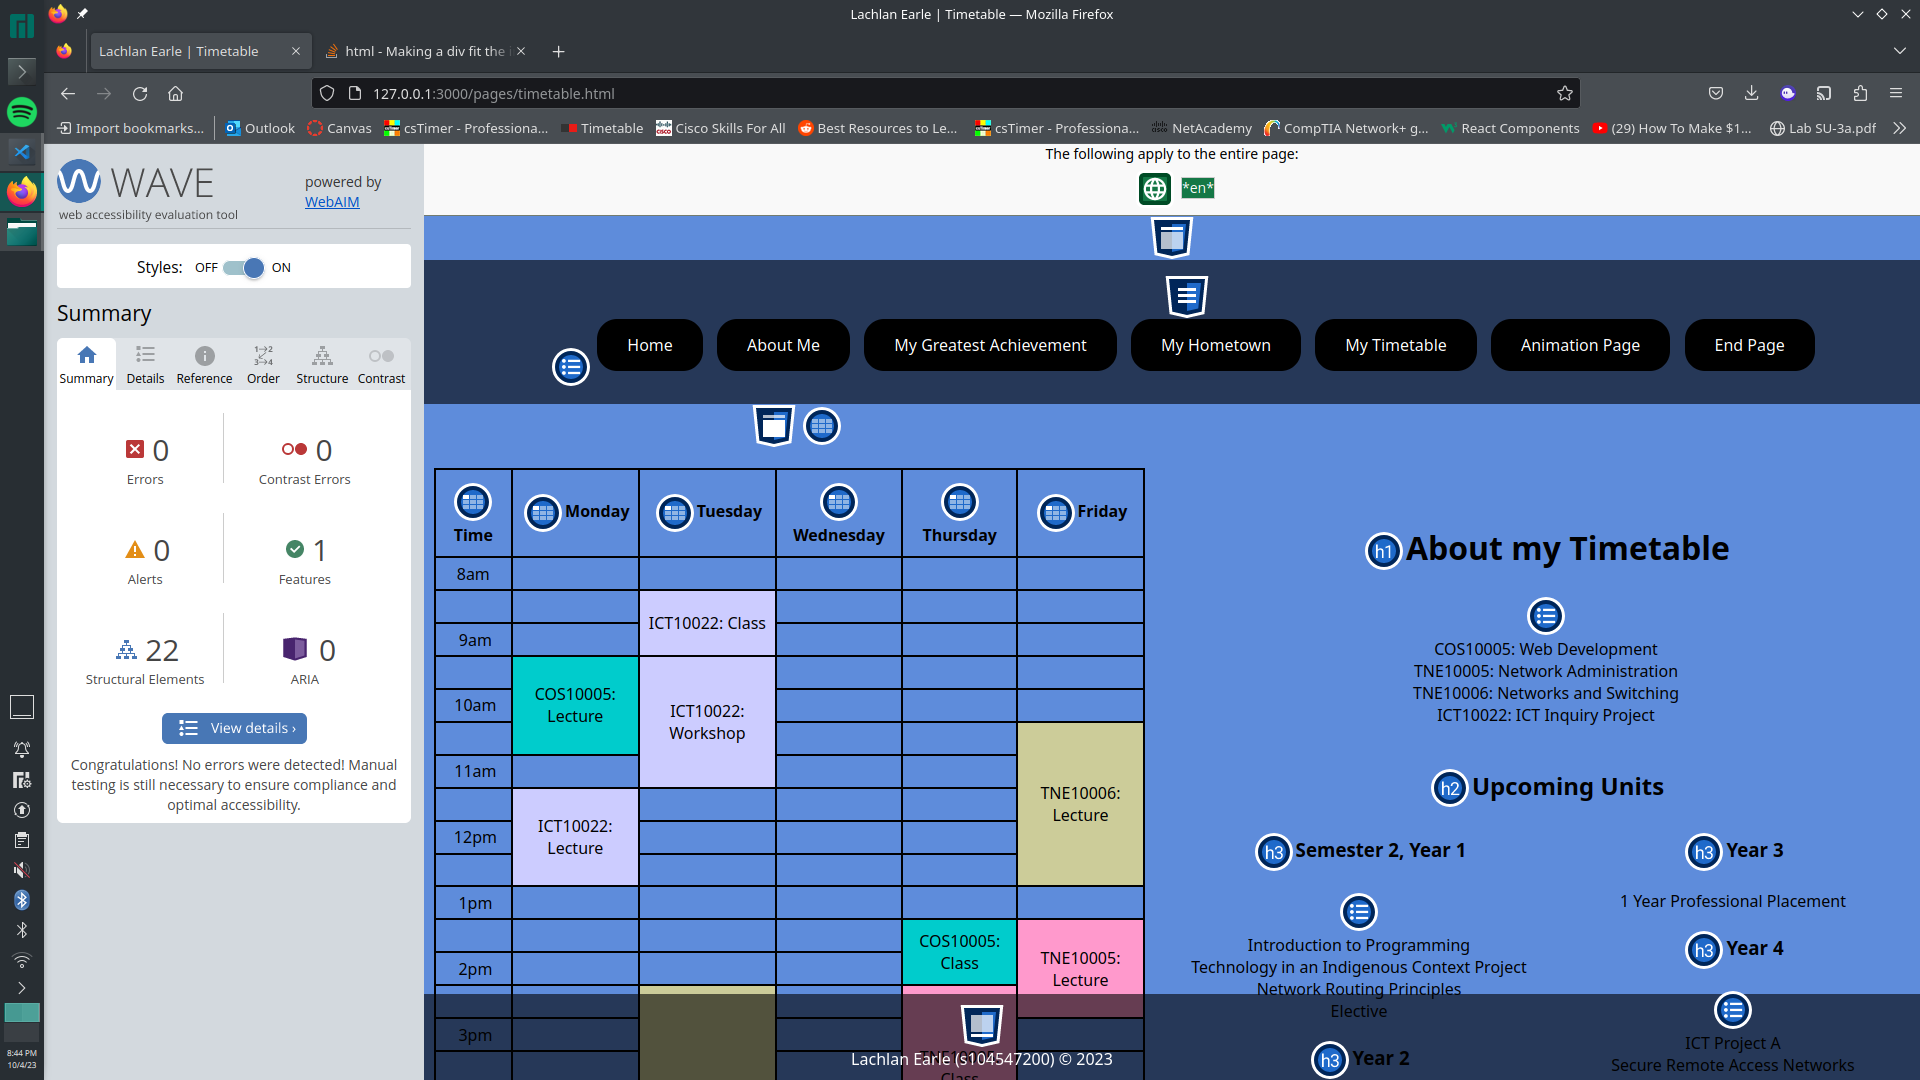 Lachlan Earle | Timetable — Mozilla Firefox
Lachlan Earle | Timetable
html - Making a div fit the
127.0.0.1:3000/pages/timetable.html
Import bookmarks...
Outlook
Canvas
csTimer - Professiona...
Timetable
Cisco Skills For All
Best Resources to Le...
csTimer - Professiona...
NetAcademy
CompTIA Network+ g...
React Components
(29) How To Make $1...
Lab SU-3a.pdf
WAVE
web accessibility evaluation tool
powered by
WebAIM
Styles: OFF ON
Summary
Summary Details Reference Order Structure Contrast
0 Errors
0 Contrast Errors
0 Alerts
1 Features
22 Structural Elements
0 ARIA
View details ›
Congratulations! No errors were detected! Manual
testing is still necessary to ensure compliance and
optimal accessibility.
8:44 PM
10/4/23
The following apply to the entire page:
*en*
Home
About Me
My Greatest Achievement
My Hometown
My Timetable
Animation Page
End Page
Time Monday Tuesday Wednesday Thursday Friday
8am
ICT10022: Class
9am
COS10005:
Lecture
ICT10022:
Workshop
10am
11am
TNE10006:
Lecture
ICT10022:
Lecture
12pm
1pm
COS10005:
Class
TNE10005:
Lecture
2pm
3pm
Class
h1 About my Timetable
COS10005: Web Development
TNE10005: Network Administration
TNE10006: Networks and Switching
ICT10022: ICT Inquiry Project
h2 Upcoming Units
h3 Semester 2, Year 1
Introduction to Programming
Technology in an Indigenous Context Project
Network Routing Principles
Elective
h3 Year 2
h3 Year 3
1 Year Professional Placement
h3 Year 4
ICT Project A
Secure Remote Access Networks
Lachlan Earle (s104547200) © 2023